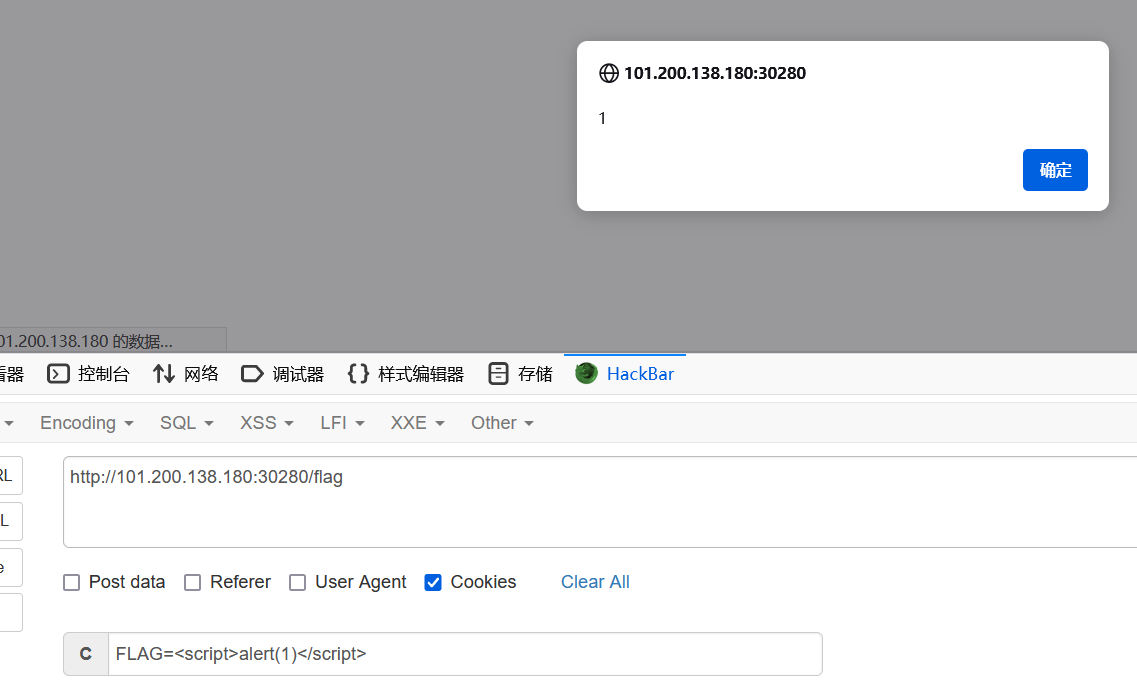 101.200.138.180:30280
1
确定
01.200.138.180 的数据...
看器 控制台 网络 调试器 样式编辑器 存储 HackBar
Encoding SQL XSS LFI XXE Other
RL
http://101.200.138.180:30280/flag
L
e
Post data Referer User Agent Cookies Clear All
C FLAG=<script>alert(1)</script>